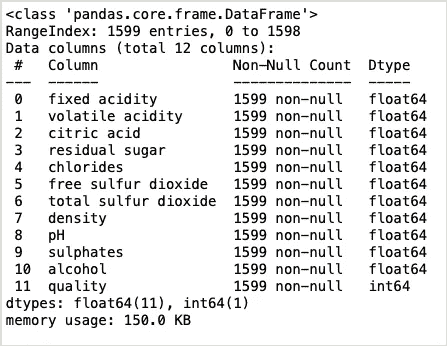 <class 'pandas.core.frame.DataFrame'>
RangeIndex: 1599 entries, 0 to 1598
Data columns (total 12 columns):
 #   Column                Non-Null Count  Dtype
---  ------                --------------  -----
 0   fixed acidity         1599 non-null   float64
 1   volatile acidity      1599 non-null   float64
 2   citric acid           1599 non-null   float64
 3   residual sugar        1599 non-null   float64
 4   chlorides             1599 non-null   float64
 5   free sulfur dioxide   1599 non-null   float64
 6   total sulfur dioxide  1599 non-null   float64
 7   density               1599 non-null   float64
 8   pH                    1599 non-null   float64
 9   sulphates             1599 non-null   float64
 10  alcohol               1599 non-null   float64
 11  quality               1599 non-null   int64
dtypes: float64(11), int64(1)
memory usage: 150.0 KB